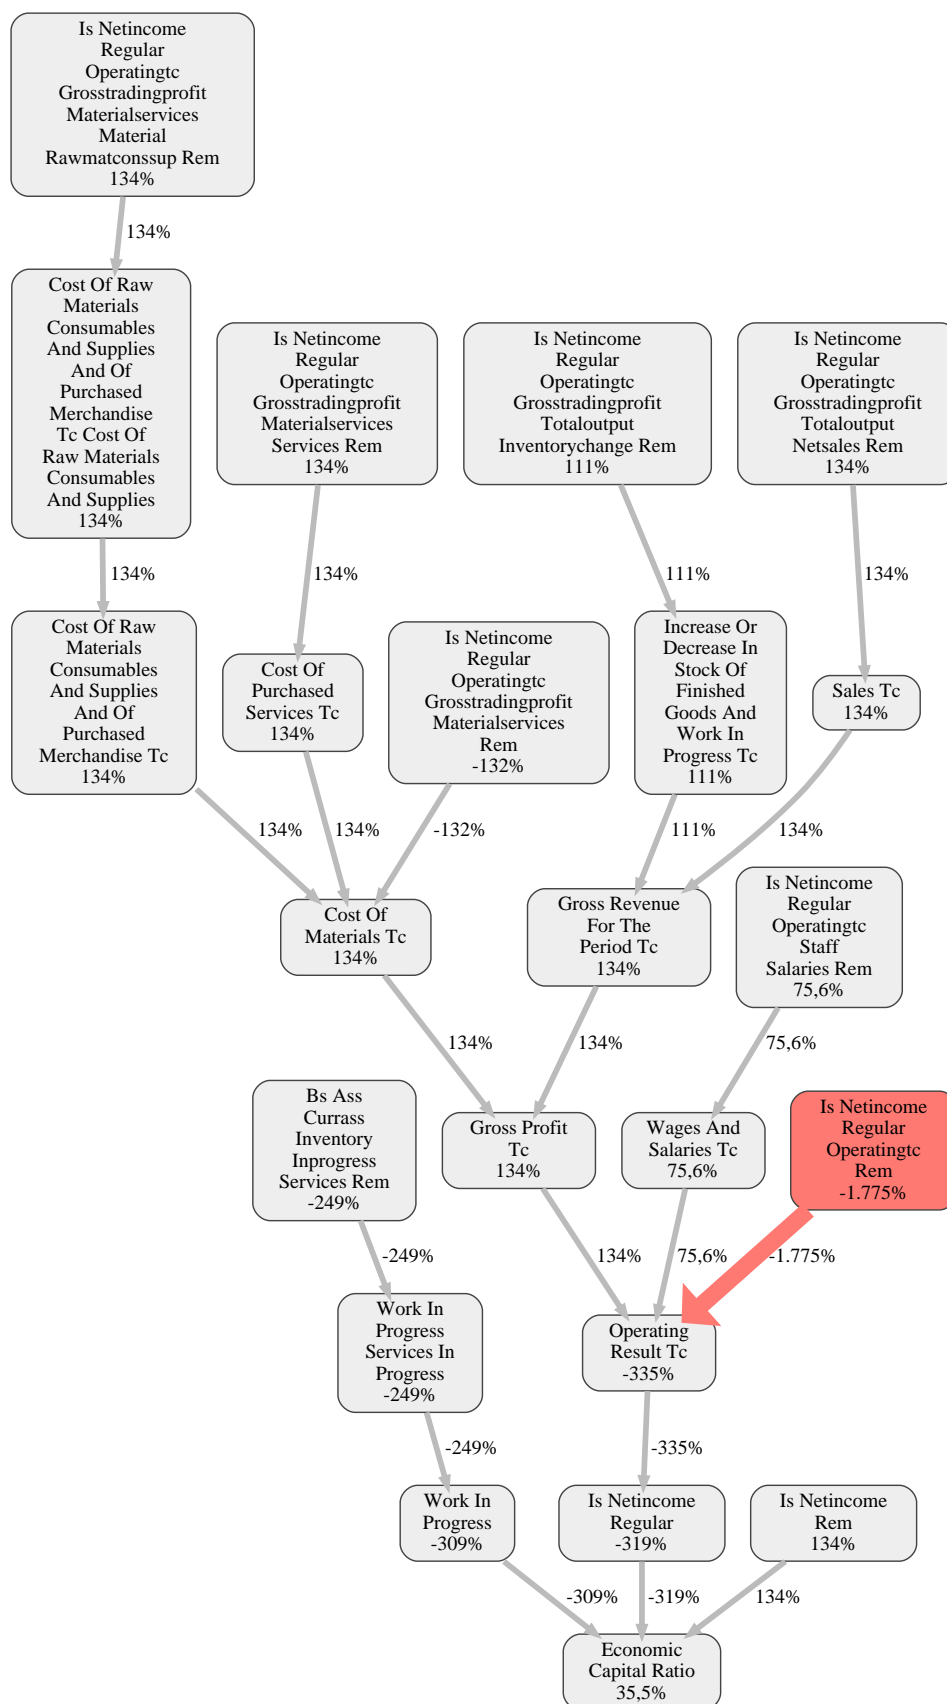 Is Netincome
Regular
Operatingtc
Grosstradingprofit
Materialservices
Material
Rawmatconssup Rem
134%
134%
Cost Of Raw
Materials
Consumables
And Supplies
And Of
Purchased
Merchandise
Tc Cost Of
Raw Materials
Consumables
And Supplies
134%
Is Netincome
Regular
Operatingtc
Grosstradingprofit
Materialservices
Services Rem
134%
Is Netincome
Regular
Operatingtc
Grosstradingprofit
Totaloutput
Inventorychange Rem
111%
Is Netincome
Regular
Operatingtc
Grosstradingprofit
Totaloutput
Netsales Rem
134%
134%
134%
111%
134%
Cost Of Raw
Materials
Consumables
And Supplies
And Of
Purchased
Merchandise Tc
134%
Cost Of
Purchased
Services Tc
134%
Is Netincome
Regular
Operatingtc
Grosstradingprofit
Materialservices
Rem
-132%
Increase Or
Decrease In
Stock Of
Finished
Goods And
Work In
Progress Tc
111%
Sales Tc
134%
134%
134%
-132%
111%
134%
Cost Of
Materials Tc
134%
Gross Revenue
For The
Period Tc
134%
Is Netincome
Regular
Operatingtc
Staff
Salaries Rem
75,6%
134%
134%
75,6%
Bs Ass
Currass
Inventory
Inprogress
Services Rem
-249%
Gross Profit
Tc
134%
Wages And
Salaries Tc
75,6%
Is Netincome
Regular
Operatingtc
Rem
-1.775%
-249%
134%
75,6%
-1.775%
Work In
Progress
Services In
Progress
-249%
Operating
Result Tc
-335%
-249%
-335%
Work In
Progress
-309%
Is Netincome
Regular
-319%
Is Netincome
Rem
134%
-309%
-319%
134%
Economic
Capital Ratio
35,5%